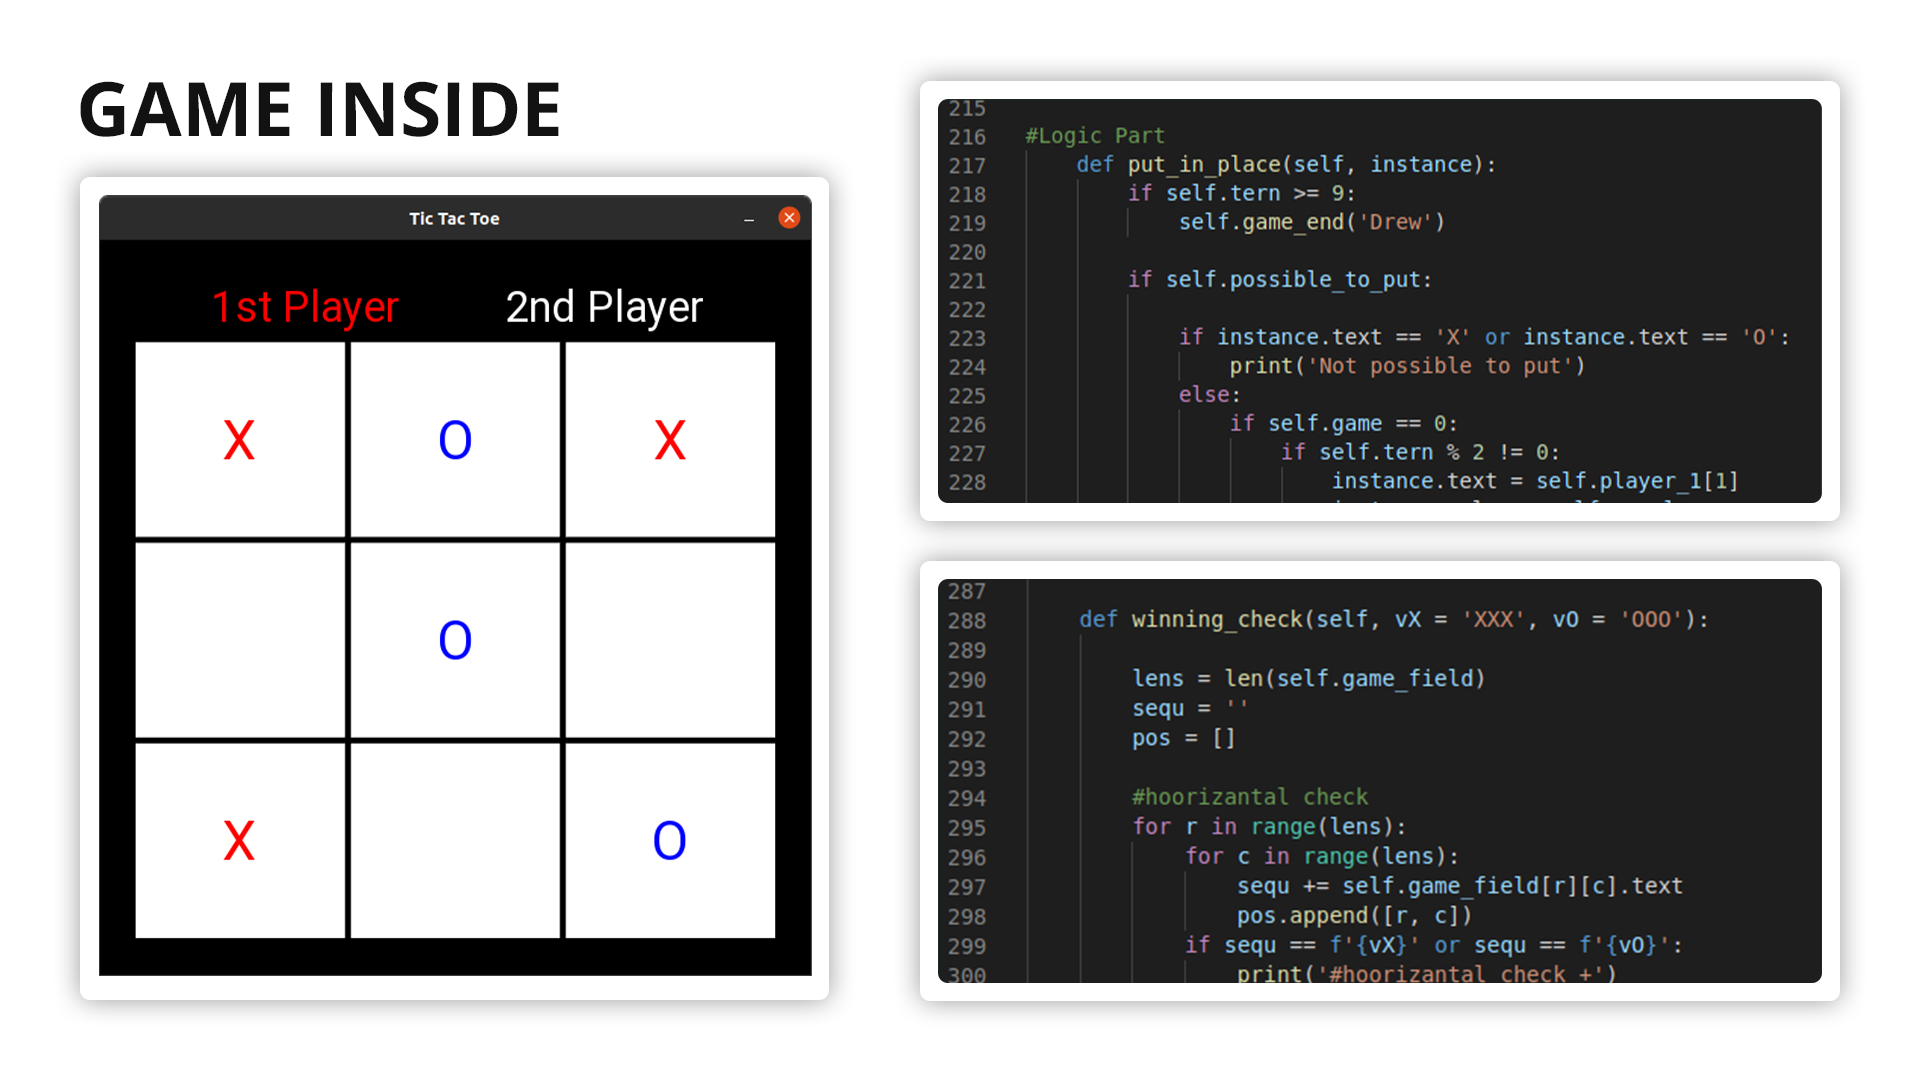 GAME INSIDE
Tic Tac Toe
1st Player 2nd Player
X O X
O
X O
215
216 #Logic Part
217 def put_in_place(self, instance):
218 if self.tern >= 9:
219 self.game_end('Drew')
220
221 if self.possible_to_put:
222
223 if instance.text == 'X' or instance.text == 'O':
224 print('Not possible to put')
225 else:
226 if self.game == 0:
227 if self.tern % 2 != 0:
228 instance.text = self.player_1[1]
287
288 def winning_check(self, vX = 'XXX', vO = 'OOO'):
289
290 lens = len(self.game_field)
291 sequ = ''
292 pos = []
293
294 #hoorizantal check
295 for r in range(lens):
296 for c in range(lens):
297 sequ += self.game_field[r][c].text
298 pos.append([r, c])
299 if sequ == f'{vX}' or sequ == f'{vO}':
300 print('#hoorizantal check +')